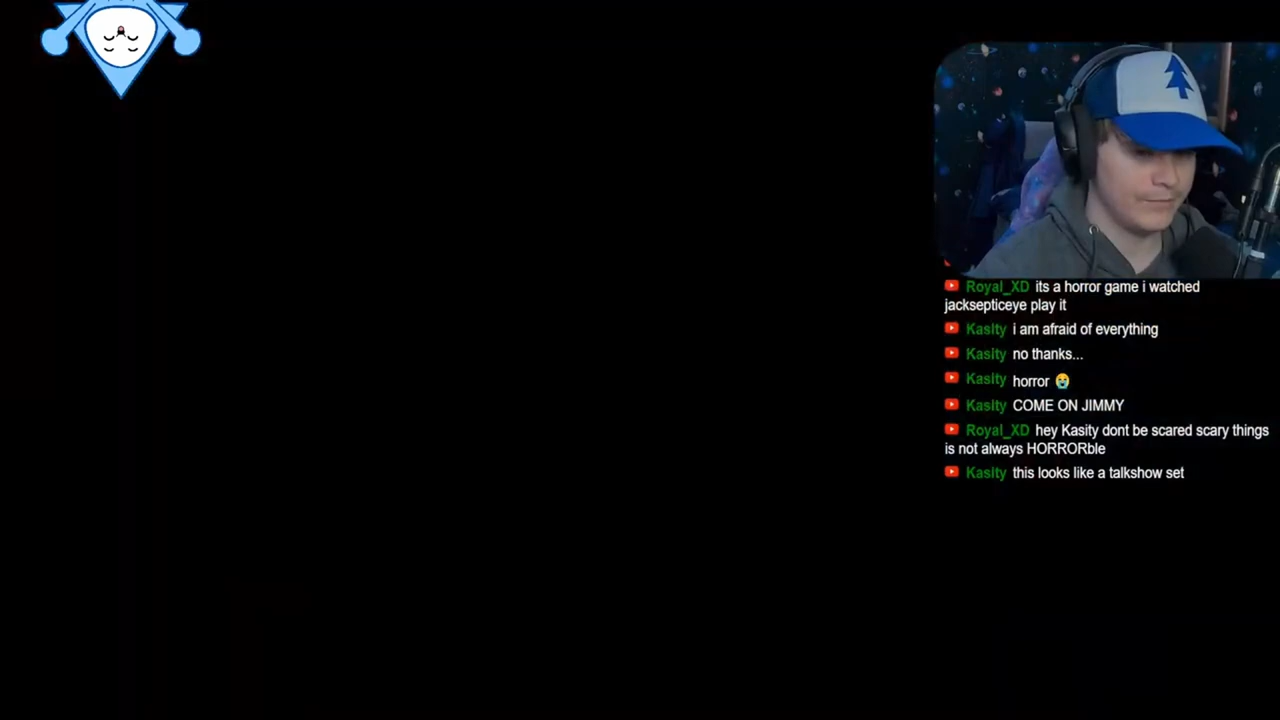 Royal_XD its a horror game i watched
jacksepticeye play it
Kasity i am afraid of everything
Kasity no thanks...
Kasity horror 😭
Kasity COME ON JIMMY
Royal_XD hey Kasity dont be scared scary things
is not always HORRORble
Kasity this looks like a talkshow set